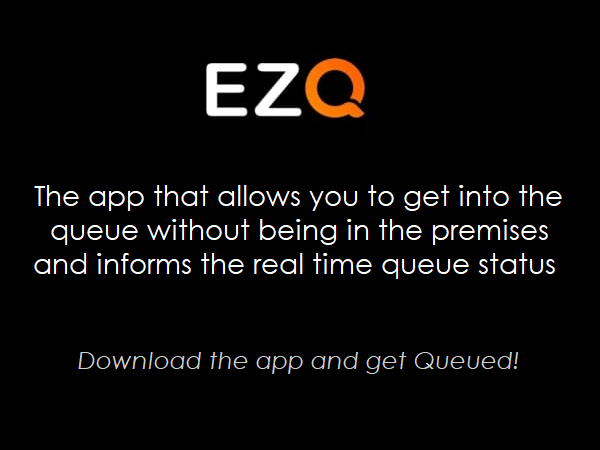 EZQ
The app that allows you to get into the
queue without being in the premises
and informs the real time queue status
Download the app and get Queued!